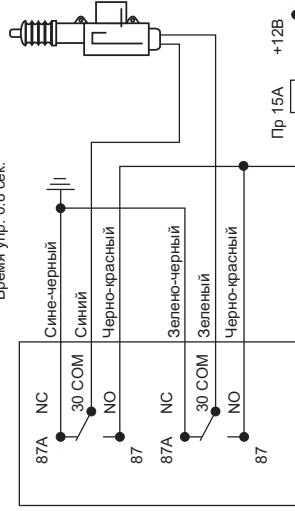 Время упр. 0.8 сек.
87A NC Сине-черный
30 COM Синий
NO Черно-красный
87
87A NC Зелено-черный
30 COM Зеленый
NO Черно-красный
87
Пр 15А +12В